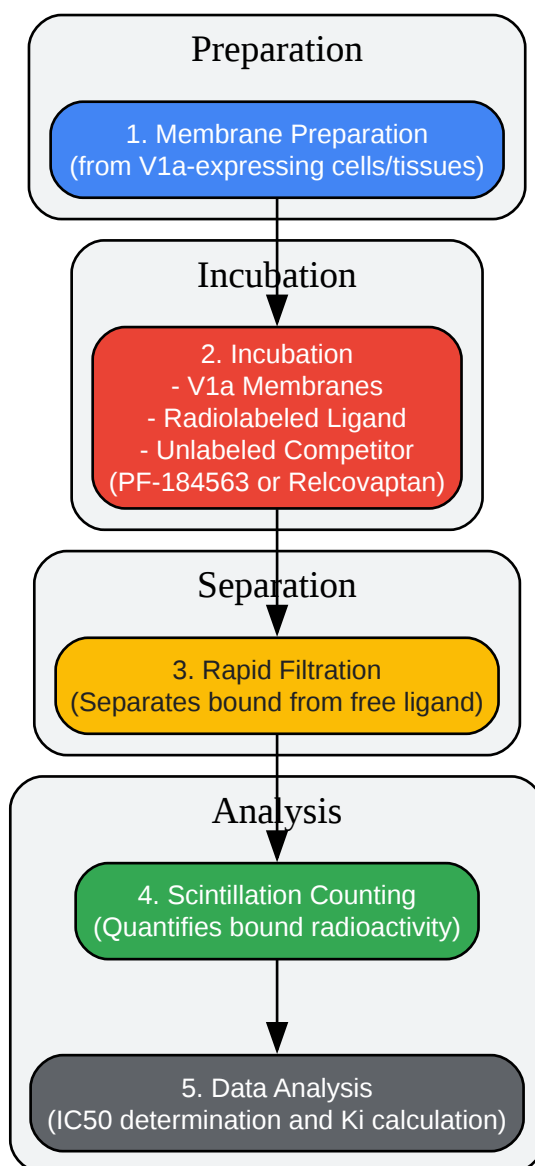 Preparation
1. Membrane Preparation
(from V1a-expressing cells/tissues)
Incubation
2. Incubation
- V1a Membranes
- Radiolabeled Ligand
- Unlabeled Competitor
(PF-184563 or Relcovaptan)
Separation
3. Rapid Filtration
(Separates bound from free ligand)
Analysis
4. Scintillation Counting
(Quantifies bound radioactivity)
5. Data Analysis
(IC50 determination and Ki calculation)